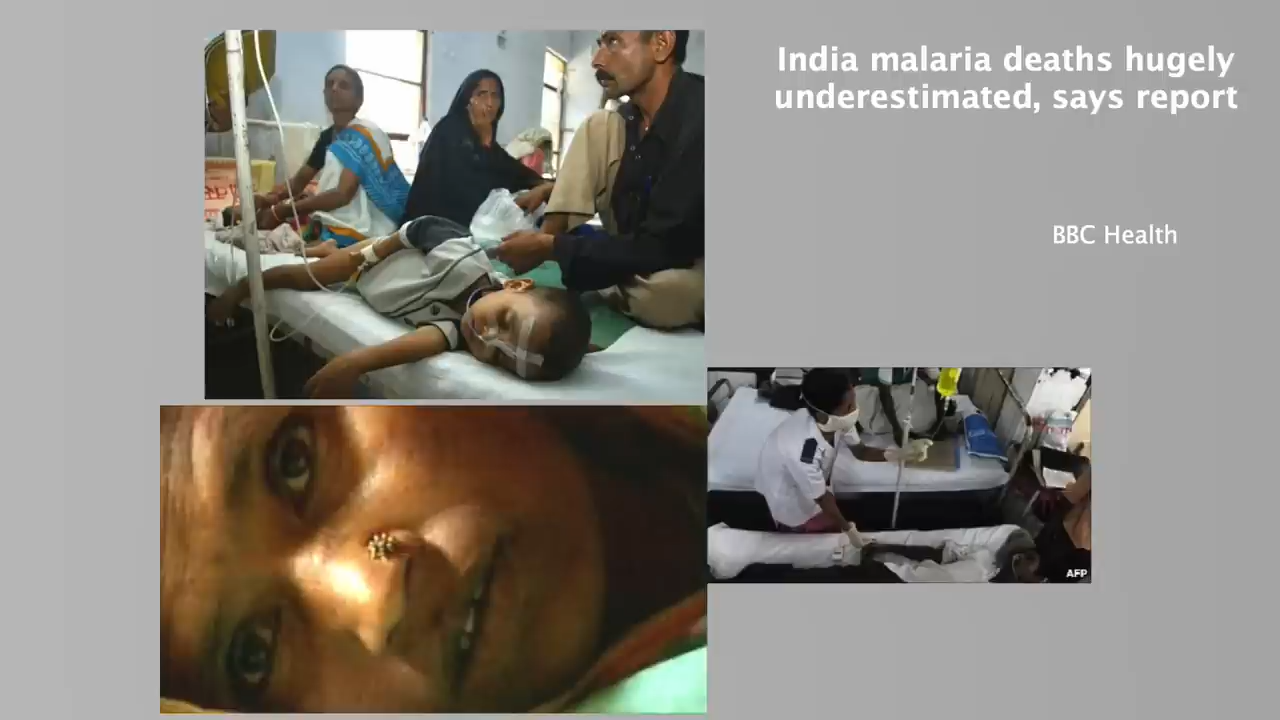 India malaria deaths hugely
underestimated, says report
BBC Health
AFP